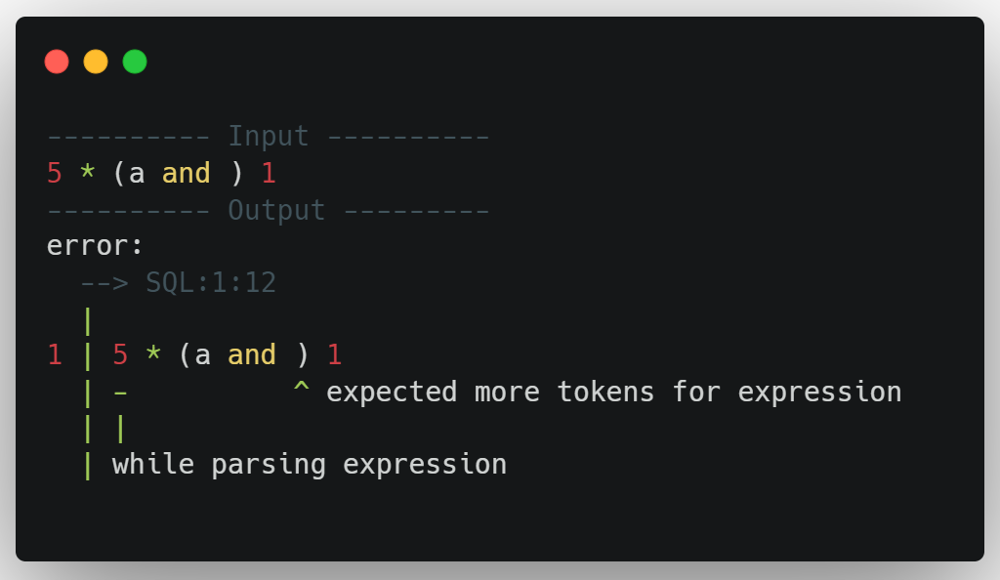 ---------- Input ----------
5 * (a and ) 1
---------- Output ---------
error:
  --> SQL:1:12
  |
1 | 5 * (a and ) 1
  | -          ^ expected more tokens for expression
  | |
  | while parsing expression